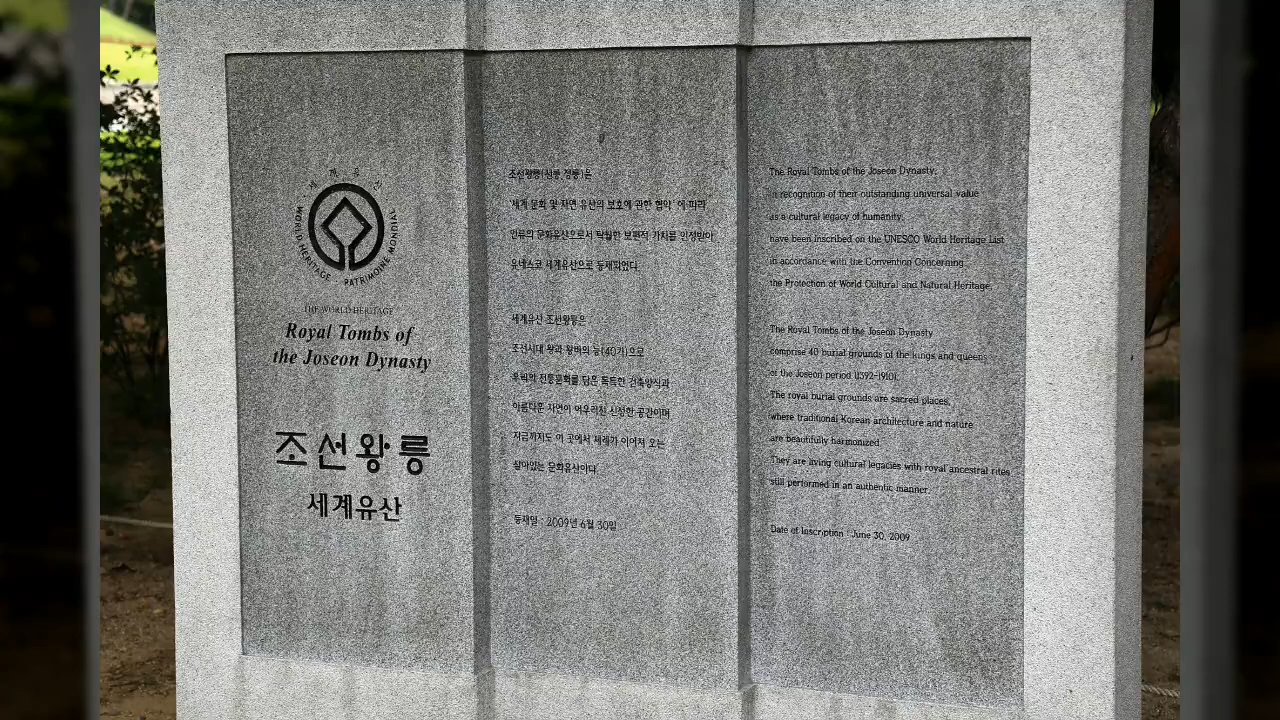 세계유산
WORLD HERITAGE · PATRIMOINE MONDIAL
THE WORLD HERITAGE
Royal Tombs of
the Joseon Dynasty
조선왕릉
세계유산
조선왕릉(선릉·정릉)은
'세계 문화 및 자연 유산의 보호에 관한 협약'에 따라
인류의 문화유산으로서 탁월한 보편적 가치를 인정받아
유네스코 세계유산으로 등재되었다.
세계유산 조선왕릉은
조선시대 왕과 왕비의 능(40기)으로
우리의 전통문화를 담은 독특한 건축양식과
아름다운 자연이 어우러진 신성한 공간이며
지금까지도 이 곳에서 제례가 이어져 오는
살아있는 문화유산이다.
등재일 : 2009년 6월 30일
The Royal Tombs of the Joseon Dynasty,
in recognition of their outstanding universal value
as a cultural legacy of humanity,
have been inscribed on the UNESCO World Heritage List
in accordance with the Convention Concerning
the Protection of World Cultural and Natural Heritage.
The Royal Tombs of the Joseon Dynasty
comprise 40 burial grounds of the kings and queens
of the Joseon period (1392-1910).
The royal burial grounds are sacred places,
where traditional Korean architecture and nature
are beautifully harmonized.
They are living cultural legacies with royal ancestral rites
still performed in an authentic manner.
Date of Inscription : June 30, 2009